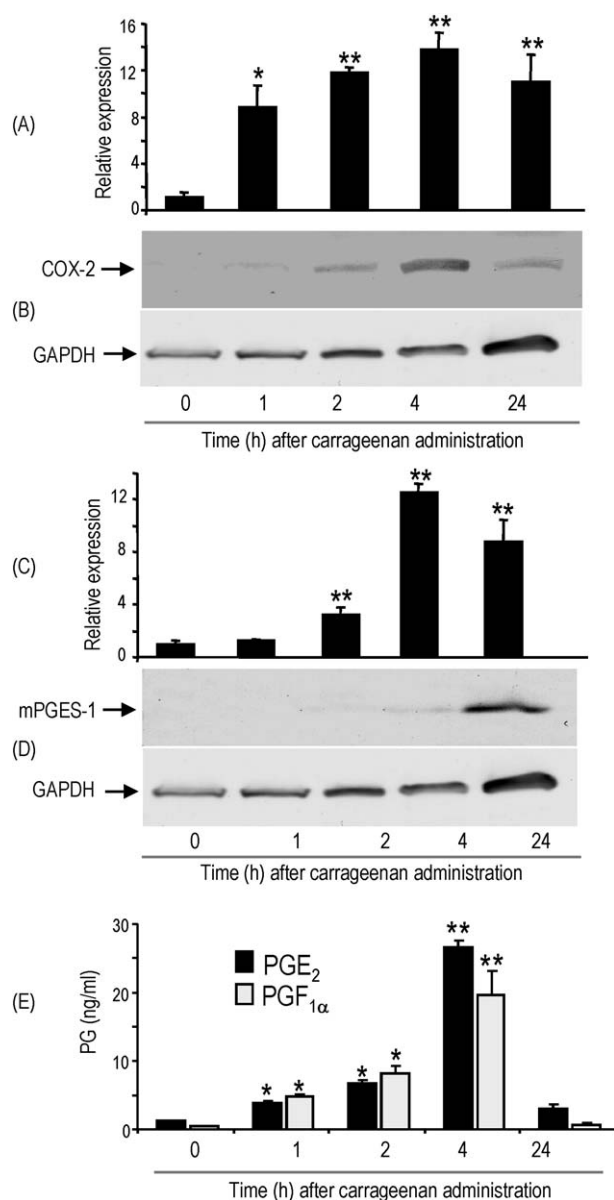 16
12
8
4
0
Relative expression
(A)
* ** ** **
COX-2
(B)
GAPDH
0 1 2 4 24
Time (h) after carrageenan administration
12
8
4
0
Relative expression
(C)
** ** **
mPGES-1
(D)
GAPDH
0 1 2 4 24
Time (h) after carrageenan administration
30
20
10
0
PG (ng/ml)
(E)
PGE2
PGF1α
* * * * ** **
0 1 2 4 24
Time (h) after carrageenan administration